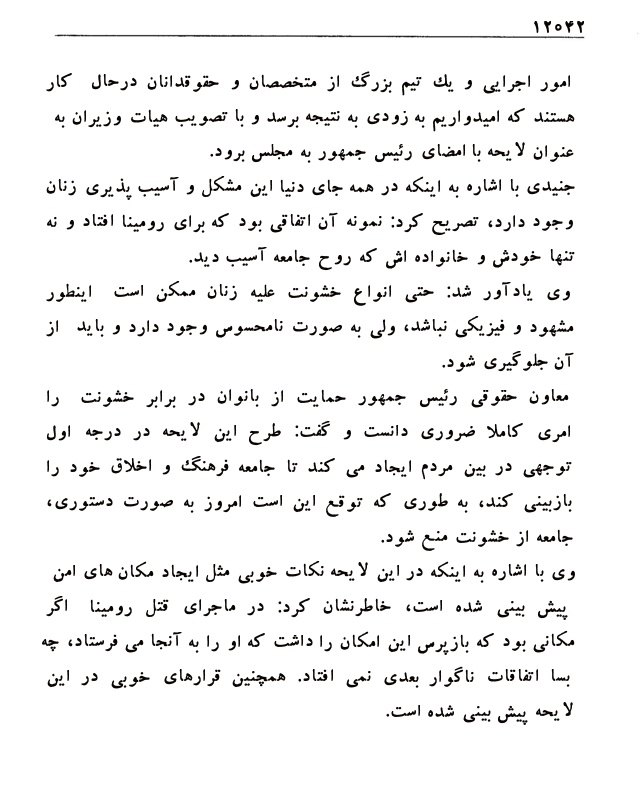 ۱۲۰۴۲
امور اجرایی و یك تیم بزرگ از متخصصان و حقوقدانان درحال کار
هستند که امیدواریم به زودی به نتیجه برسد و با تصویب هیات وزیران به
عنوان لایحه با امضای رئیس جمهور به مجلس برود.
جنیدی با اشاره به اینکه در همه جای دنیا این مشکل و آسیب پذیری زنان
وجود دارد، تصریح کرد: نمونه آن اتفاقی بود که برای رومینا افتاد و نه
تنها خودش و خانواده اش که روح جامعه آسیب دید.
وی یادآور شد: حتی انواع خشونت علیه زنان ممکن است اینطور
مشهود و فیزیکی نباشد، ولی به صورت نامحسوس وجود دارد و باید از
آن جلوگیری شود.
معاون حقوقی رئیس جمهور حمایت از بانوان در برابر خشونت را
امری کاملا ضروری دانست و گفت: طرح این لایحه در درجه اول
توجهی در بین مردم ایجاد می کند تا جامعه فرهنگ و اخلاق خود را
بازبینی کند، به طوری که توقع این است امروز به صورت دستوری،
جامعه از خشونت منع شود.
وی با اشاره به اینکه در این لایحه نکات خوبی مثل ایجاد مکان های امن
پیش بینی شده است، خاطرنشان کرد: در ماجرای قتل رومینا اگر
مکانی بود که بازپرس این امکان را داشت که او را به آنجا می فرستاد، چه
بسا اتفاقات ناگوار بعدی نمی افتاد. همچنین قرارهای خوبی در این
لایحه پیش بینی شده است.